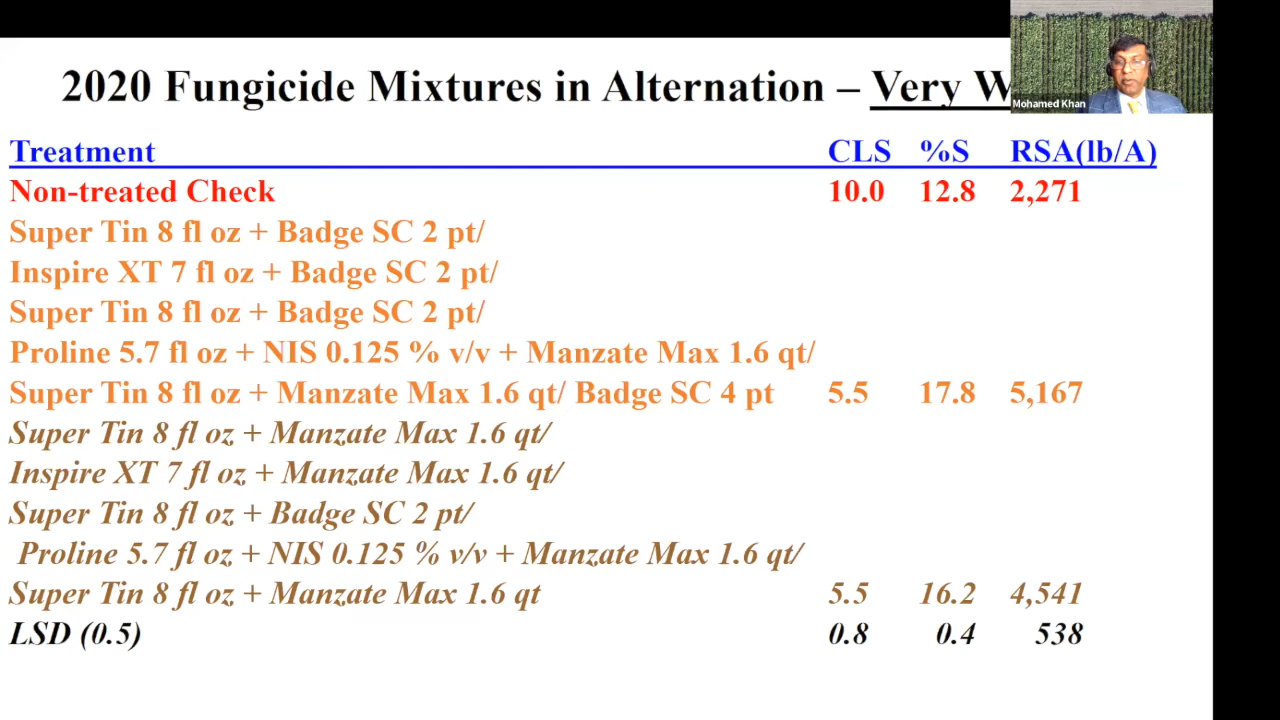 2020 Fungicide Mixtures in Alternation – Very
Mohamed Khan
Treatment CLS %S RSA(lb/A)
Non-treated Check 10.0 12.8 2,271
Super Tin 8 fl oz + Badge SC 2 pt/
Inspire XT 7 fl oz + Badge SC 2 pt/
Super Tin 8 fl oz + Badge SC 2 pt/
Proline 5.7 fl oz + NIS 0.125 % v/v + Manzate Max 1.6 qt/
Super Tin 8 fl oz + Manzate Max 1.6 qt/ Badge SC 4 pt 5.5 17.8 5,167
Super Tin 8 fl oz + Manzate Max 1.6 qt/
Inspire XT 7 fl oz + Manzate Max 1.6 qt/
Super Tin 8 fl oz + Badge SC 2 pt/
Proline 5.7 fl oz + NIS 0.125 % v/v + Manzate Max 1.6 qt/
Super Tin 8 fl oz + Manzate Max 1.6 qt 5.5 16.2 4,541
LSD (0.5) 0.8 0.4 538